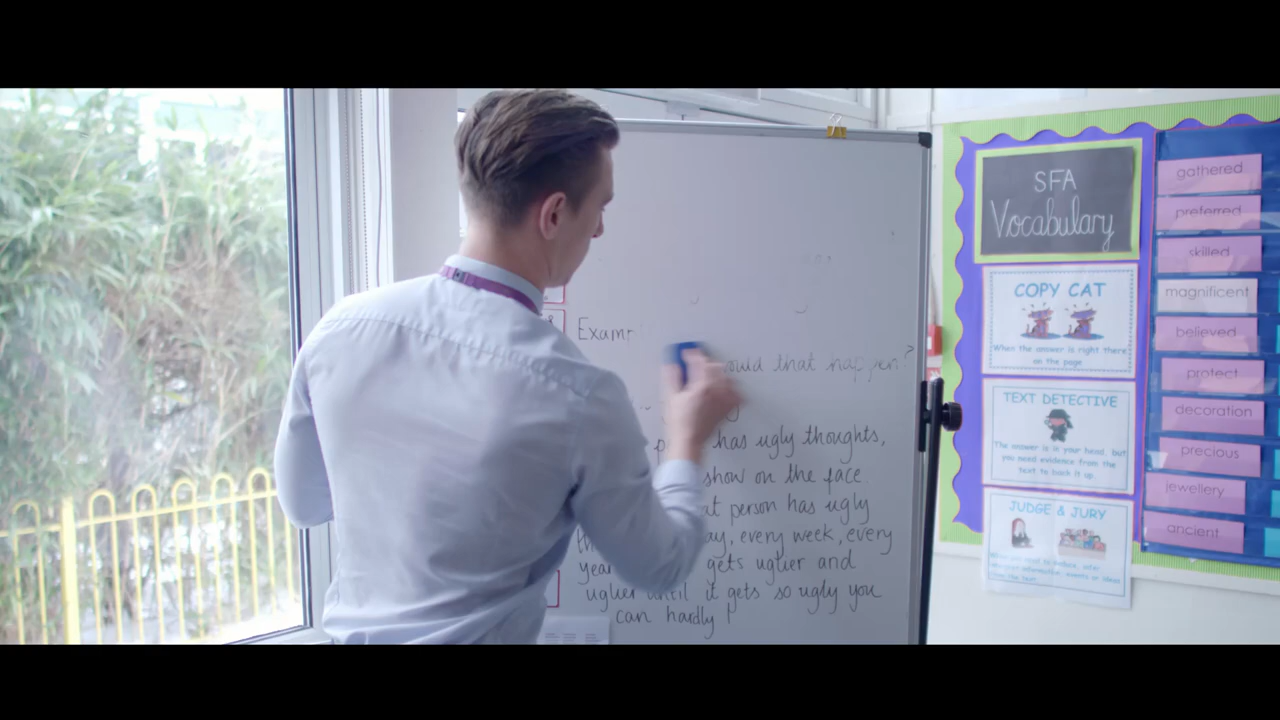 Examp
would that happen?
has ugly thoughts,
show on the face.
at person has ugly
ay, every week, every
year gets uglier and
uglier until it gets so ugly you
can hardly
SFA
Vocabulary
COPY CAT
When the answer is right there
on the page
TEXT DETECTIVE
The answer is in your head, but
you need evidence from the
text to back it up.
JUDGE & JURY
gathered
preferred
skilled
magnificent
believed
protect
decoration
precious
jewellery
ancient